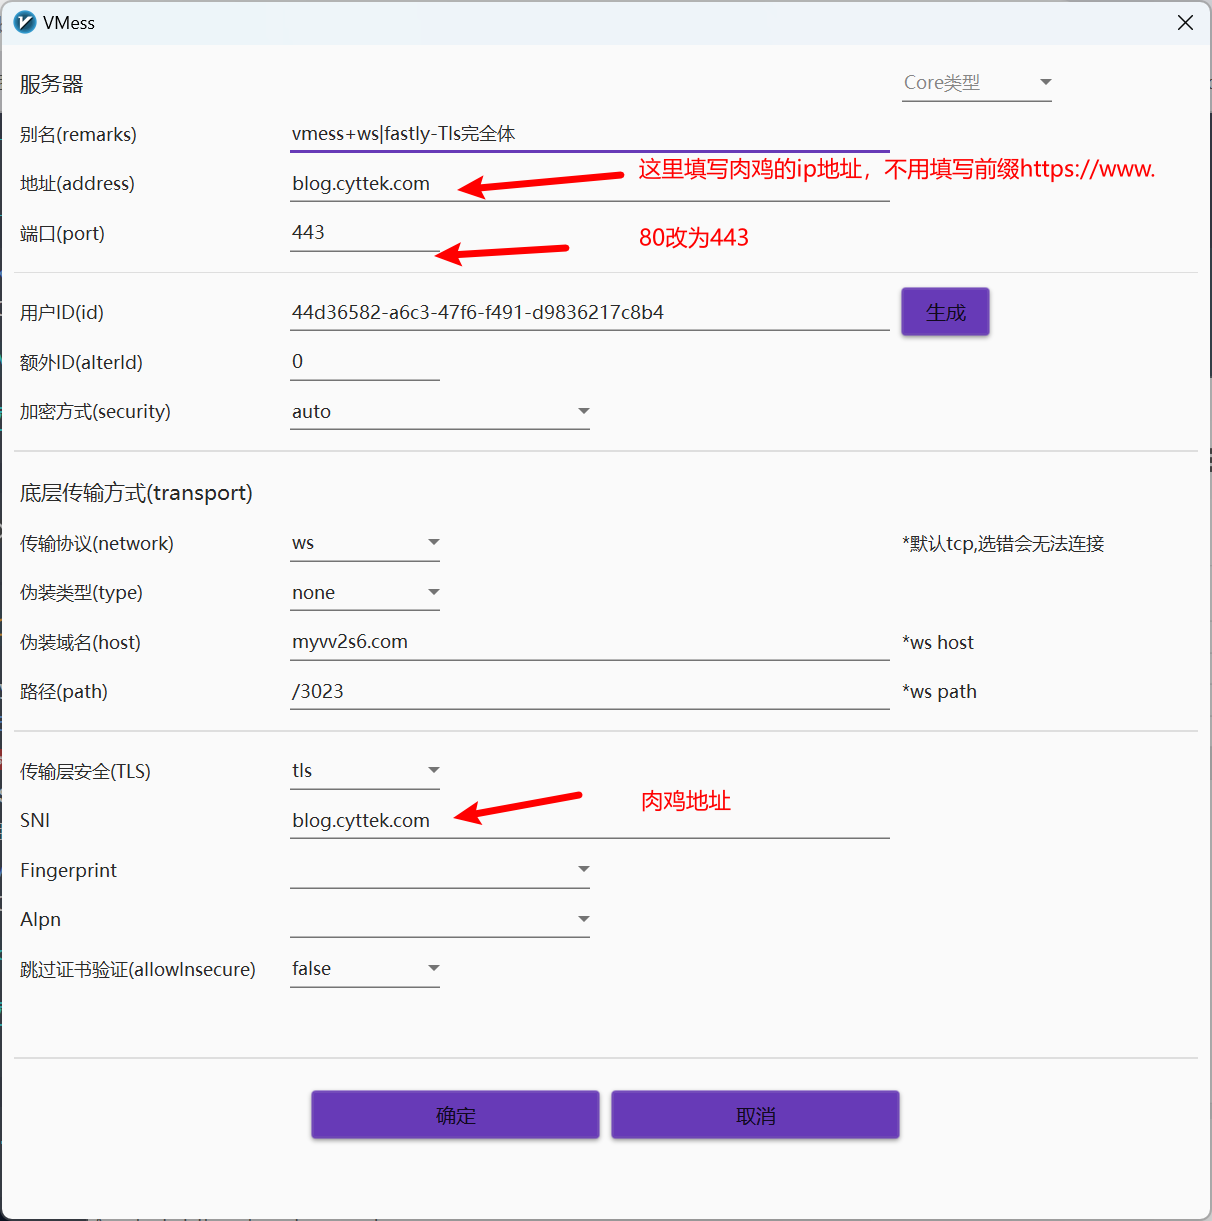 VMess
服务器
Core类型
别名(remarks)
vmess+ws|fastly-Tls完全体
地址(address)
blog.cyttek.com
这里填写肉鸡的ip地址，不用填写前缀https://www.
端口(port)
443
80改为443
用户ID(id)
44d36582-a6c3-47f6-f491-d9836217c8b4
生成
额外ID(alterId)
0
加密方式(security)
auto
底层传输方式(transport)
传输协议(network)
ws
*默认tcp,选错会无法连接
伪装类型(type)
none
伪装域名(host)
myvv2s6.com
*ws host
路径(path)
/3023
*ws path
传输层安全(TLS)
tls
SNI
blog.cyttek.com
肉鸡地址
Fingerprint
Alpn
跳过证书验证(allowInsecure)
false
确定
取消